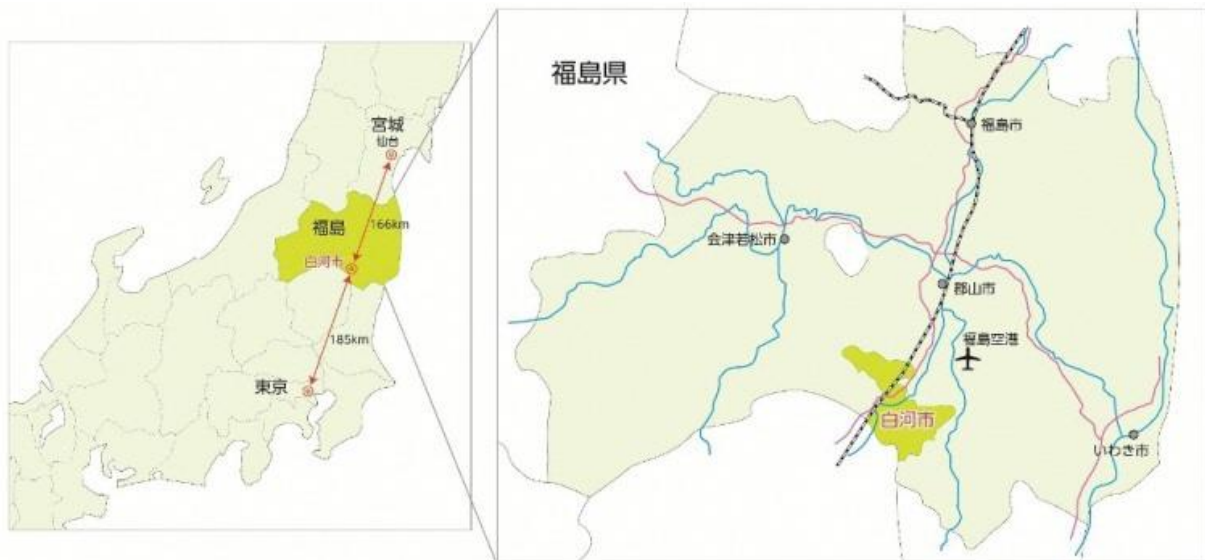 宮城
仙台
福島
166km
白河市
185km
東京
福島県
福島市
会津若松市
郡山市
福島空港
白河市
いわき市